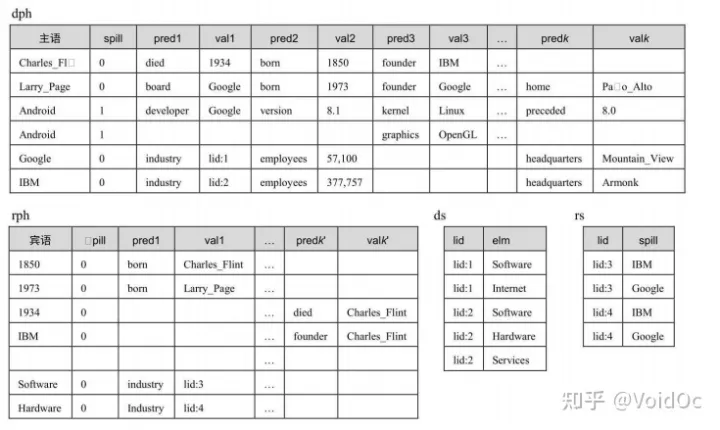 dph
主语 spill pred1 val1 pred2 val2 pred3 val3 … predk valk
Charles_Fl□ 0 died 1934 born 1850 founder IBM …
Larry_Page 0 board Google born 1973 founder Google … home Pa□o_Alto
Android 1 developer Google version 8.1 kernel Linux … preceded 8.0
Android 1 graphics OpenGL …
Google 0 industry lid:1 employees 57,100 headquarters Mountain_View
IBM 0 industry lid:2 employees 377,757 headquarters Armonk
rph
宾语 □pill pred1 val1 … predk' valk'
1850 0 born Charles_Flint …
1973 0 born Larry_Page …
1934 0 … died Charles_Flint
IBM 0 … founder Charles_Flint
…
Software 0 industry lid:3 …
Hardware 0 Industry lid:4 …
ds
lid elm
lid:1 Software
lid:1 Internet
lid:2 Software
lid:2 Hardware
lid:2 Services
rs
lid spill
lid:3 IBM
lid:3 Google
lid:4 IBM
lid:4 Google
知乎 @VoidOc